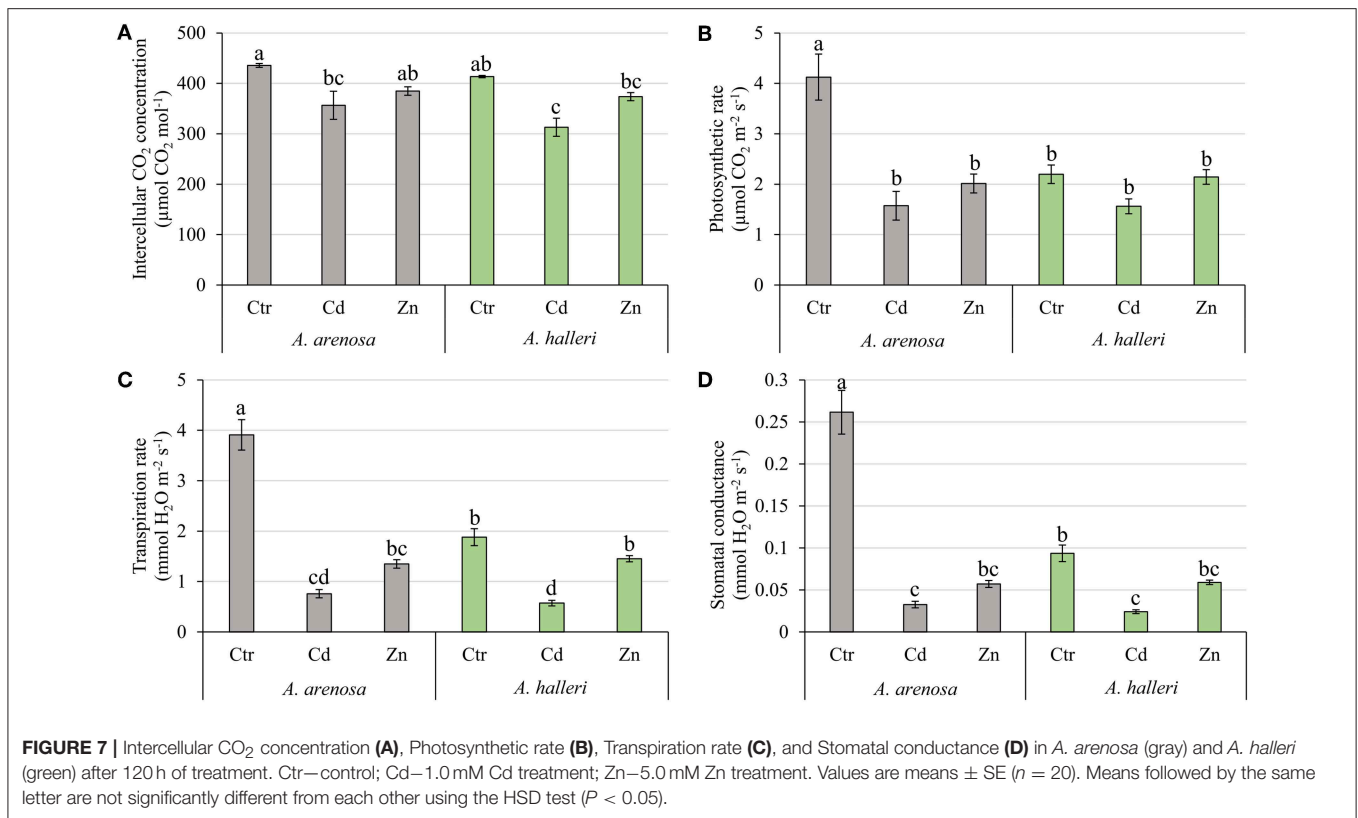 A
Intercellular CO2 concentration
(µmol CO2 mol-1)
500
400
300
200
100
0
a
bc
ab
ab
c
bc
Ctr
Cd
Zn
Ctr
Cd
Zn
A. arenosa
A. halleri
B
Photosynthetic rate
(µmol CO2 m-2 s-1)
5
4
3
2
1
0
a
b
b
b
b
b
Ctr
Cd
Zn
Ctr
Cd
Zn
A. arenosa
A. halleri
C
Transpiration rate
(mmol H2O m-2 s-1)
5
4
3
2
1
0
a
cd
bc
b
d
b
Ctr
Cd
Zn
Ctr
Cd
Zn
A. arenosa
A. halleri
D
Stomatal conductance
(mmol H2O m-2 s-1)
0.3
0.25
0.2
0.15
0.1
0.05
0
a
c
bc
b
c
bc
Ctr
Cd
Zn
Ctr
Cd
Zn
A. arenosa
A. halleri
FIGURE 7 | Intercellular CO2 concentration (A), Photosynthetic rate (B), Transpiration rate (C), and Stomatal conductance (D) in A. arenosa (gray) and A. halleri
(green) after 120 h of treatment. Ctr—control; Cd—1.0 mM Cd treatment; Zn—5.0 mM Zn treatment. Values are means ± SE (n = 20). Means followed by the same
letter are not significantly different from each other using the HSD test (P < 0.05).